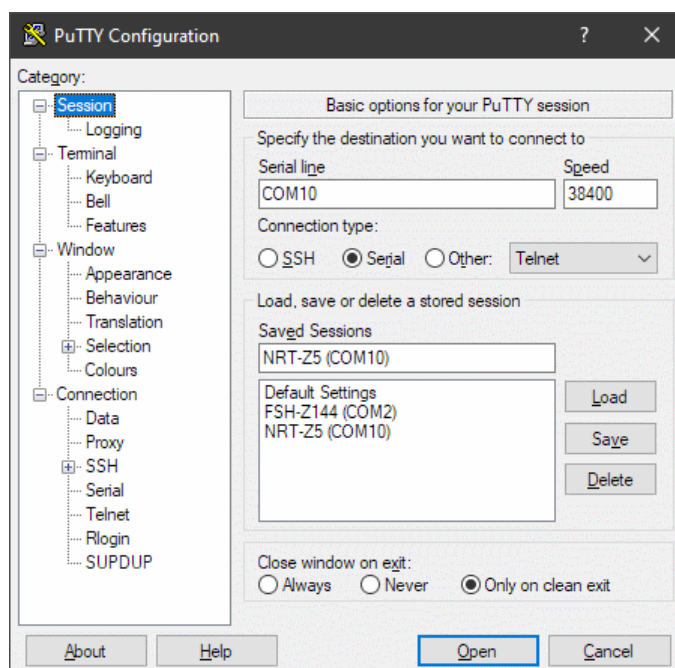 PuTTY Configuration ? ×
Category:
Session
Logging
Terminal
Keyboard
Bell
Features
Window
Appearance
Behaviour
Translation
Selection
Colours
Connection
Data
Proxy
SSH
Serial
Telnet
Rlogin
SUPDUP
Basic options for your PuTTY session
Specify the destination you want to connect to
Serial line Speed
COM10 38400
Connection type:
SSH Serial Other: Telnet
Load, save or delete a stored session
Saved Sessions
NRT-Z5 (COM10)
Default Settings
FSH-Z144 (COM2)
NRT-Z5 (COM10)
Load
Save
Delete
Close window on exit:
Always Never Only on clean exit
About Help Open Cancel